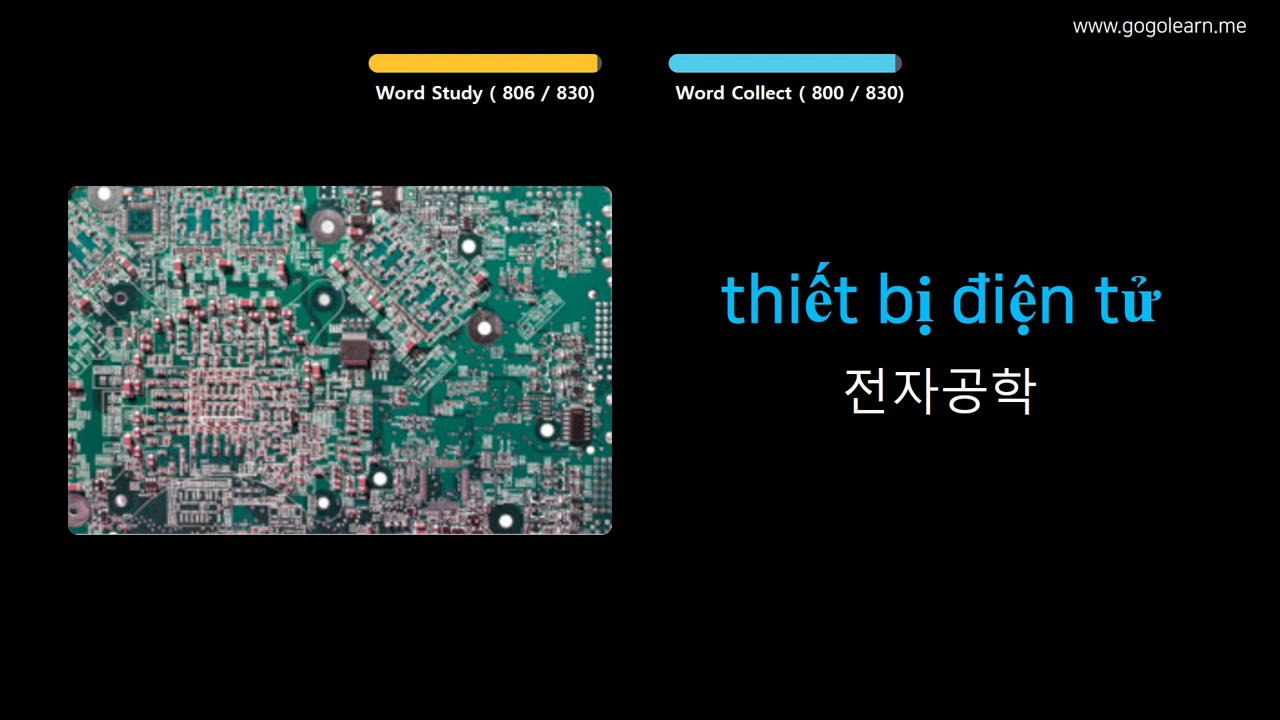 www.gogolearn.me
Word Study ( 806 / 830)
Word Collect ( 800 / 830)
thiết bị điện tử
전자공학